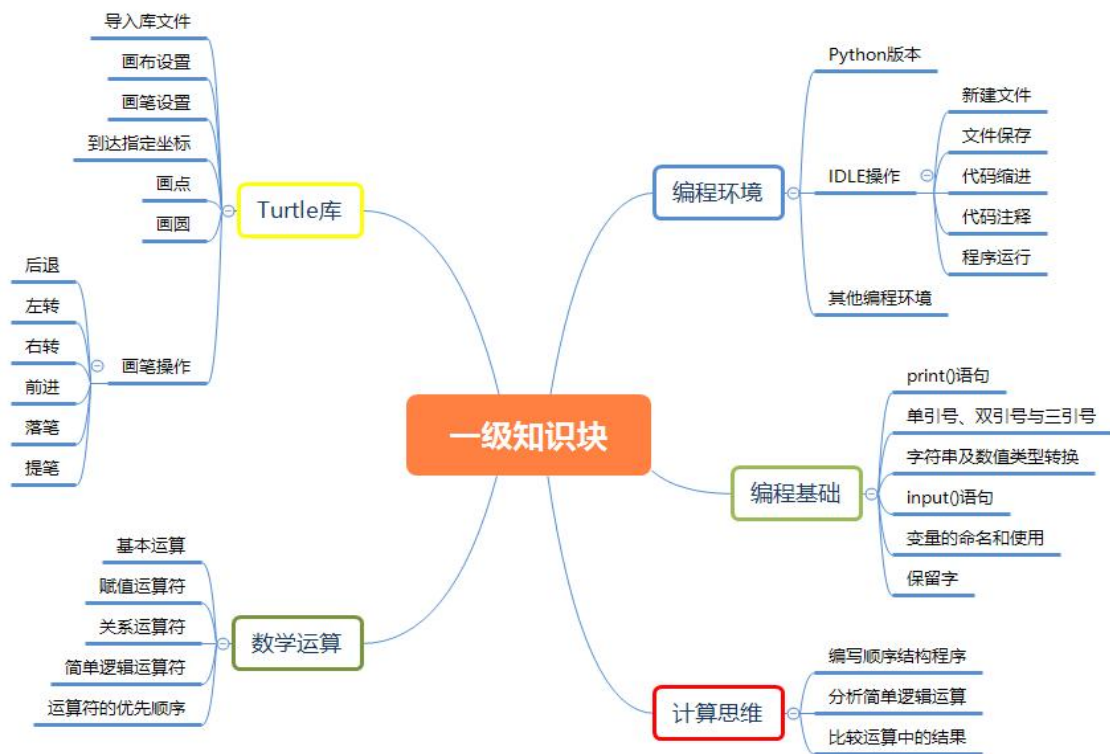 一级知识块
Turtle库
导入库文件
画布设置
画笔设置
到达指定坐标
画点
画圆
画笔操作
后退
左转
右转
前进
落笔
提笔
数学运算
基本运算
赋值运算符
关系运算符
简单逻辑运算符
运算符的优先顺序
编程环境
Python版本
IDLE操作
新建文件
文件保存
代码缩进
代码注释
程序运行
其他编程环境
编程基础
print()语句
单引号、双引号与三引号
字符串及数值类型转换
input()语句
变量的命名和使用
保留字
计算思维
编写顺序结构程序
分析简单逻辑运算
比较运算中的结果